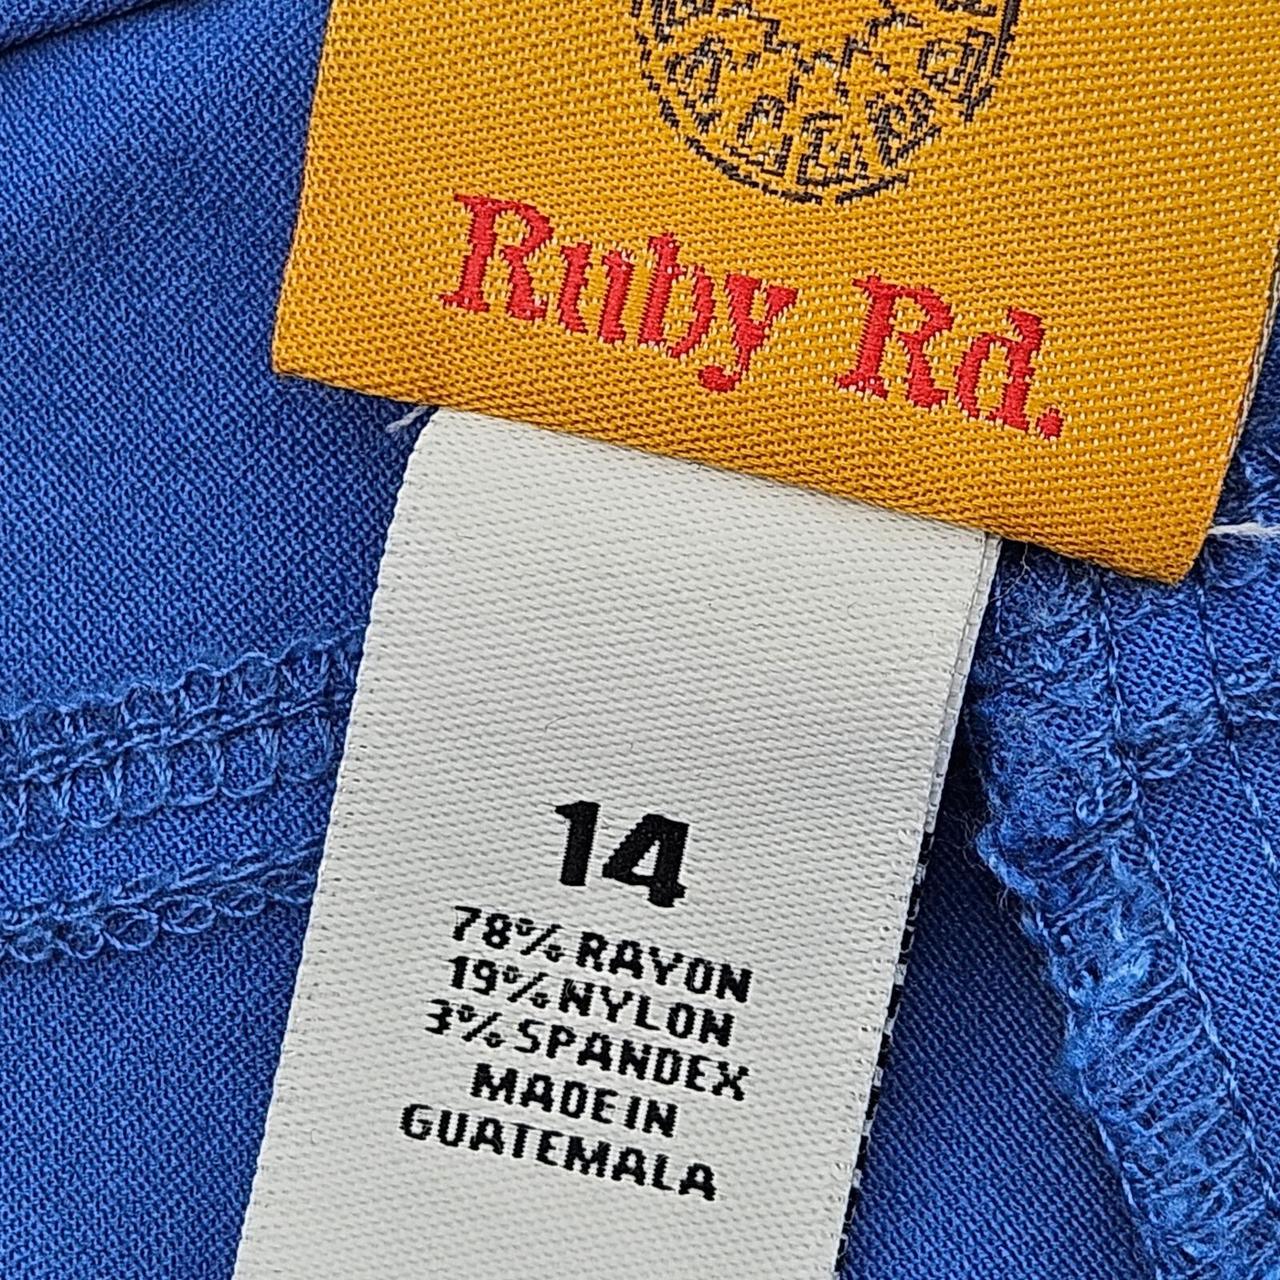 Ruby Rd.
14
78% RAYON
19% NYLON
3% SPANDEX
MADE IN
GUATEMALA